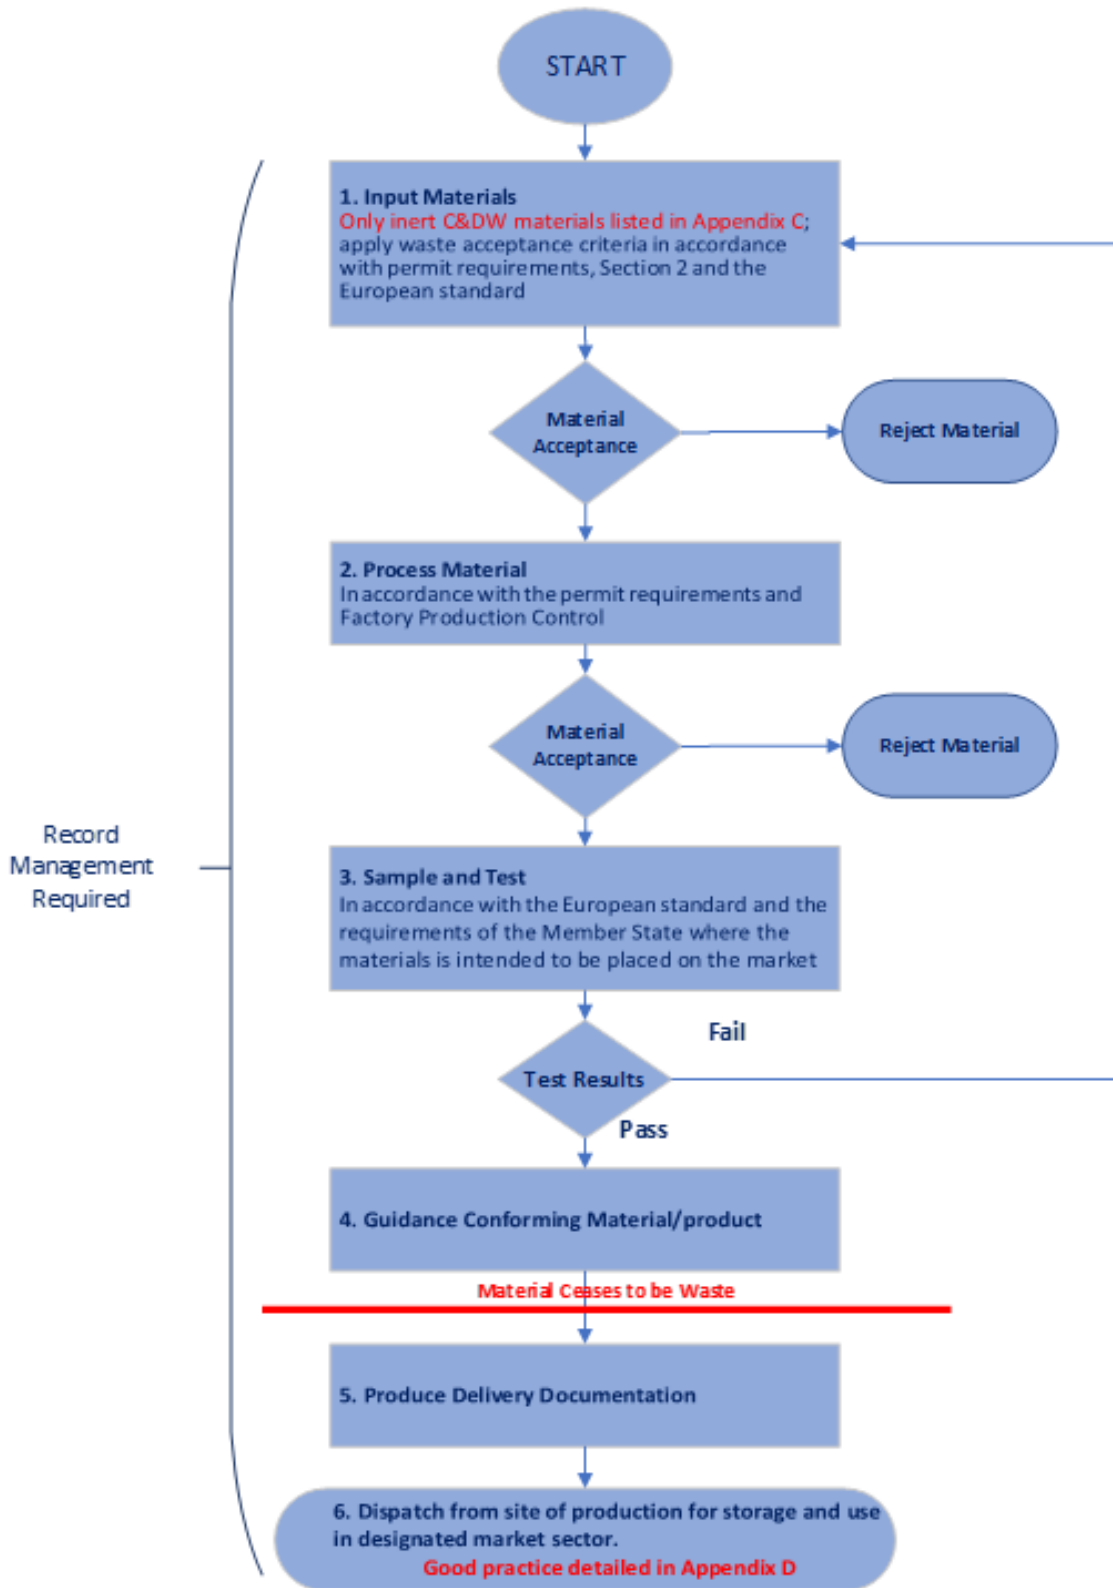 START
1. Input Materials
Only inert C&DW materials listed in Appendix C;
apply waste acceptance criteria in accordance
with permit requirements, Section 2 and the
European standard
Material
Acceptance
Reject Material
2. Process Material
In accordance with the permit requirements and
Factory Production Control
Material
Acceptance
Reject Material
Record
Management
Required
3. Sample and Test
In accordance with the European standard and the
requirements of the Member State where the
materials is intended to be placed on the market
Fail
Test Results
Pass
4. Guidance Conforming Material/product
Material Ceases to be Waste
5. Produce Delivery Documentation
6. Dispatch from site of production for storage and use
in designated market sector.
Good practice detailed in Appendix D